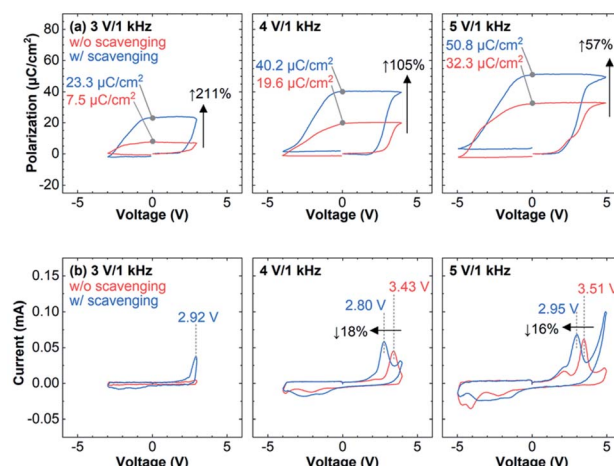 (a) 3 V/1 kHz
w/o scavenging
w/ scavenging
23.3 μC/cm²
7.5 μC/cm²
↑211%
4 V/1 kHz
40.2 μC/cm²
19.6 μC/cm²
↑105%
5 V/1 kHz
50.8 μC/cm²
32.3 μC/cm²
↑57%
Polarization (μC/cm²)
80
60
40
20
0
-20
-5 0 5
Voltage (V)
-5 0 5
Voltage (V)
-5 0 5
Voltage (V)
(b) 3 V/1 kHz
w/o scavenging
w/ scavenging
2.92 V
4 V/1 kHz
3.43 V
2.80 V
↓18%
5 V/1 kHz
3.51 V
2.95 V
↓16%
Current (mA)
0.15
0.10
0.05
0.00
-0.05
-5 0 5
Voltage (V)
-5 0 5
Voltage (V)
-5 0 5
Voltage (V)